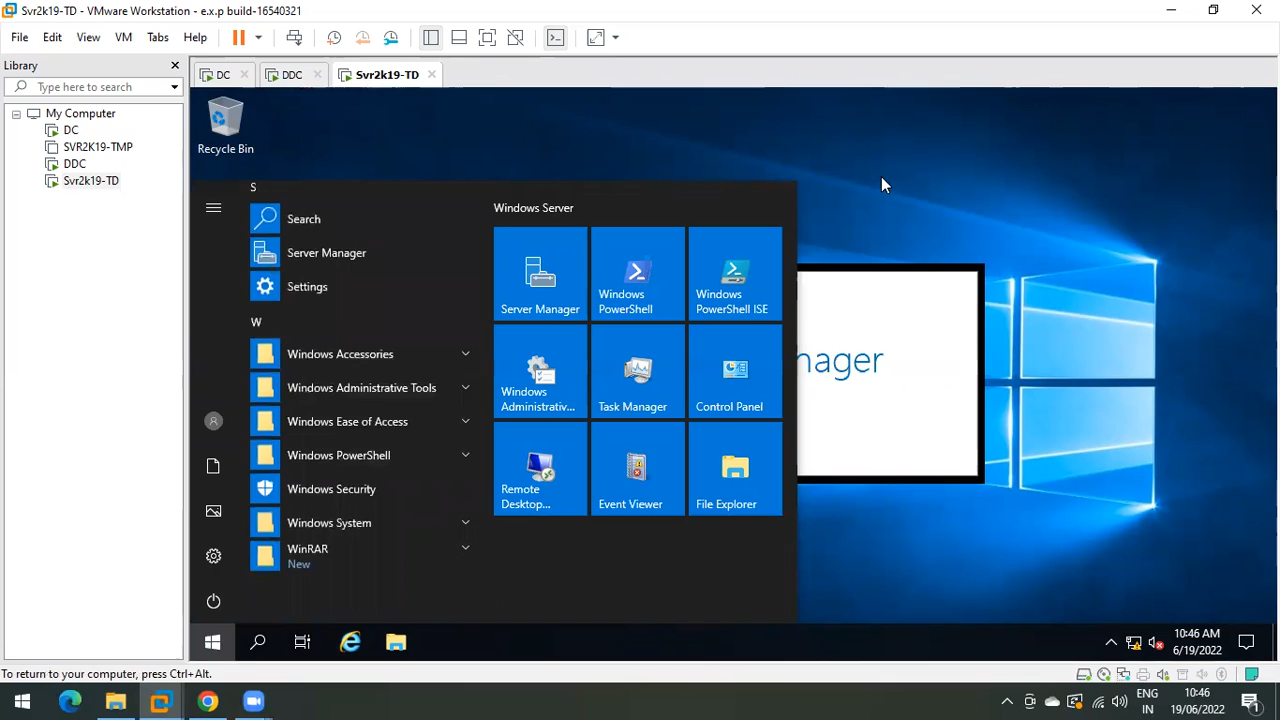 Svr2k19-TD - VMware Workstation - e.x.p build-16540321
File Edit View VM Tabs Help
Library
Type here to search
My Computer
DC
SVR2K19-TMP
DDC
Svr2k19-TD
DC DDC Svr2k19-TD
Recycle Bin
S
Search
Server Manager
Settings
W
Windows Accessories
Windows Administrative Tools
Windows Ease of Access
Windows PowerShell
Windows Security
Windows System
WinRAR
New
Windows Server
Server Manager
Windows
PowerShell
Windows
PowerShell ISE
Windows
Administrativ...
Task Manager
Control Panel
Remote
Desktop...
Event Viewer
File Explorer
nager
10:46 AM
6/19/2022
To return to your computer, press Ctrl+Alt.
ENG
IN
10:46
19/06/2022
1